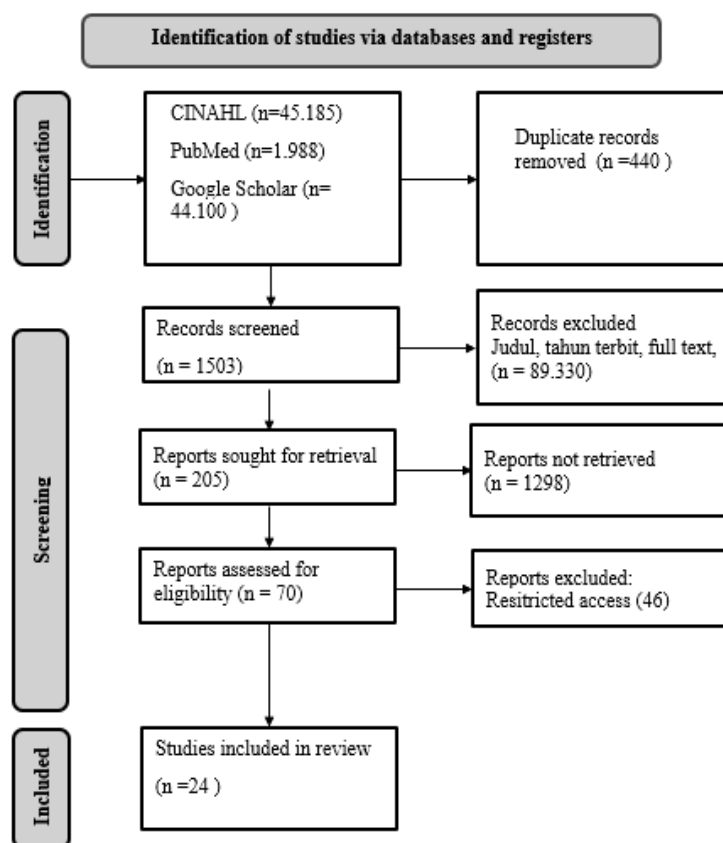 Identification of studies via databases and registers
Identification
CINAHL (n=45.185)
PubMed (n=1.988)
Google Scholar (n=
44.100 )
Duplicate records
removed (n =440 )
Screening
Records screened
(n = 1503)
Records excluded
Judul, tahun terbit, full text,
(n = 89.330)
Reports sought for retrieval
(n = 205)
Reports not retrieved
(n = 1298)
Reports assessed for
eligibility (n = 70)
Reports excluded:
Resitricted access (46)
Included
Studies included in review
(n =24 )